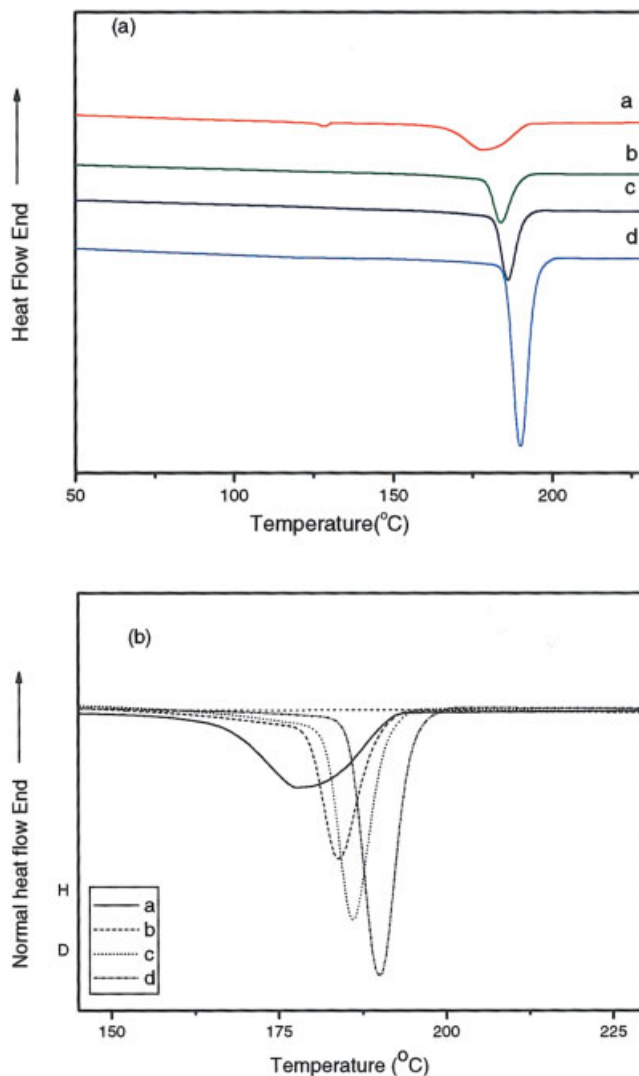 (a)
a
b
c
d
Heat Flow End
50 100 150 200
Temperature(°C)
(b)
Normal heat flow End
H
D
a
b
c
d
150 175 200 225
Temperature (°C)